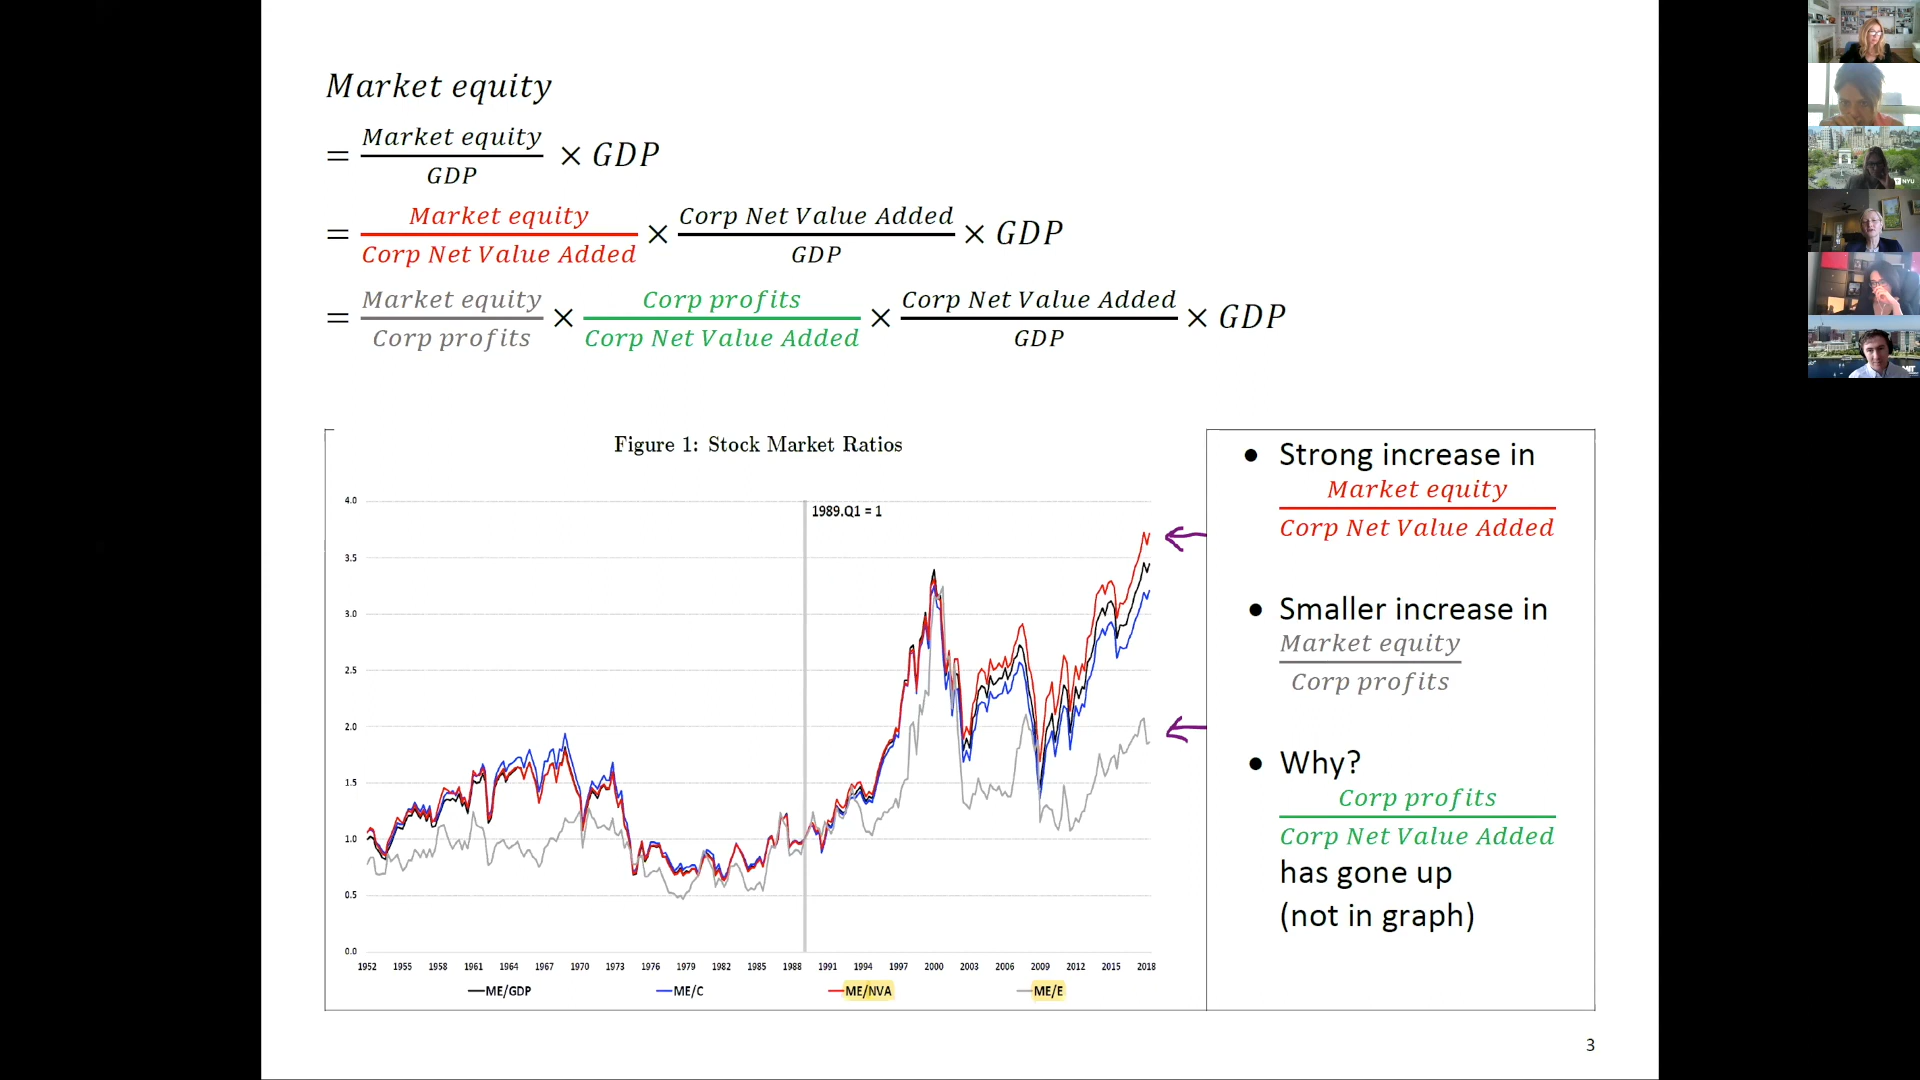 Market equity
= Market equity / GDP × GDP
= Market equity / Corp Net Value Added × Corp Net Value Added / GDP × GDP
= Market equity / Corp profits × Corp profits / Corp Net Value Added × Corp Net Value Added / GDP × GDP
Figure 1: Stock Market Ratios
1989.Q1 = 1
4.0
3.5
3.0
2.5
2.0
1.5
1.0
0.5
0.0
1952 1955 1958 1961 1964 1967 1970 1973 1976 1979 1982 1985 1988 1991 1994 1997 2000 2003 2006 2009 2012 2015 2018
ME/GDP ME/C ME/NVA ME/E
• Strong increase in
Market equity
Corp Net Value Added
• Smaller increase in
Market equity
Corp profits
• Why?
Corp profits
Corp Net Value Added
has gone up
(not in graph)
3
NYU